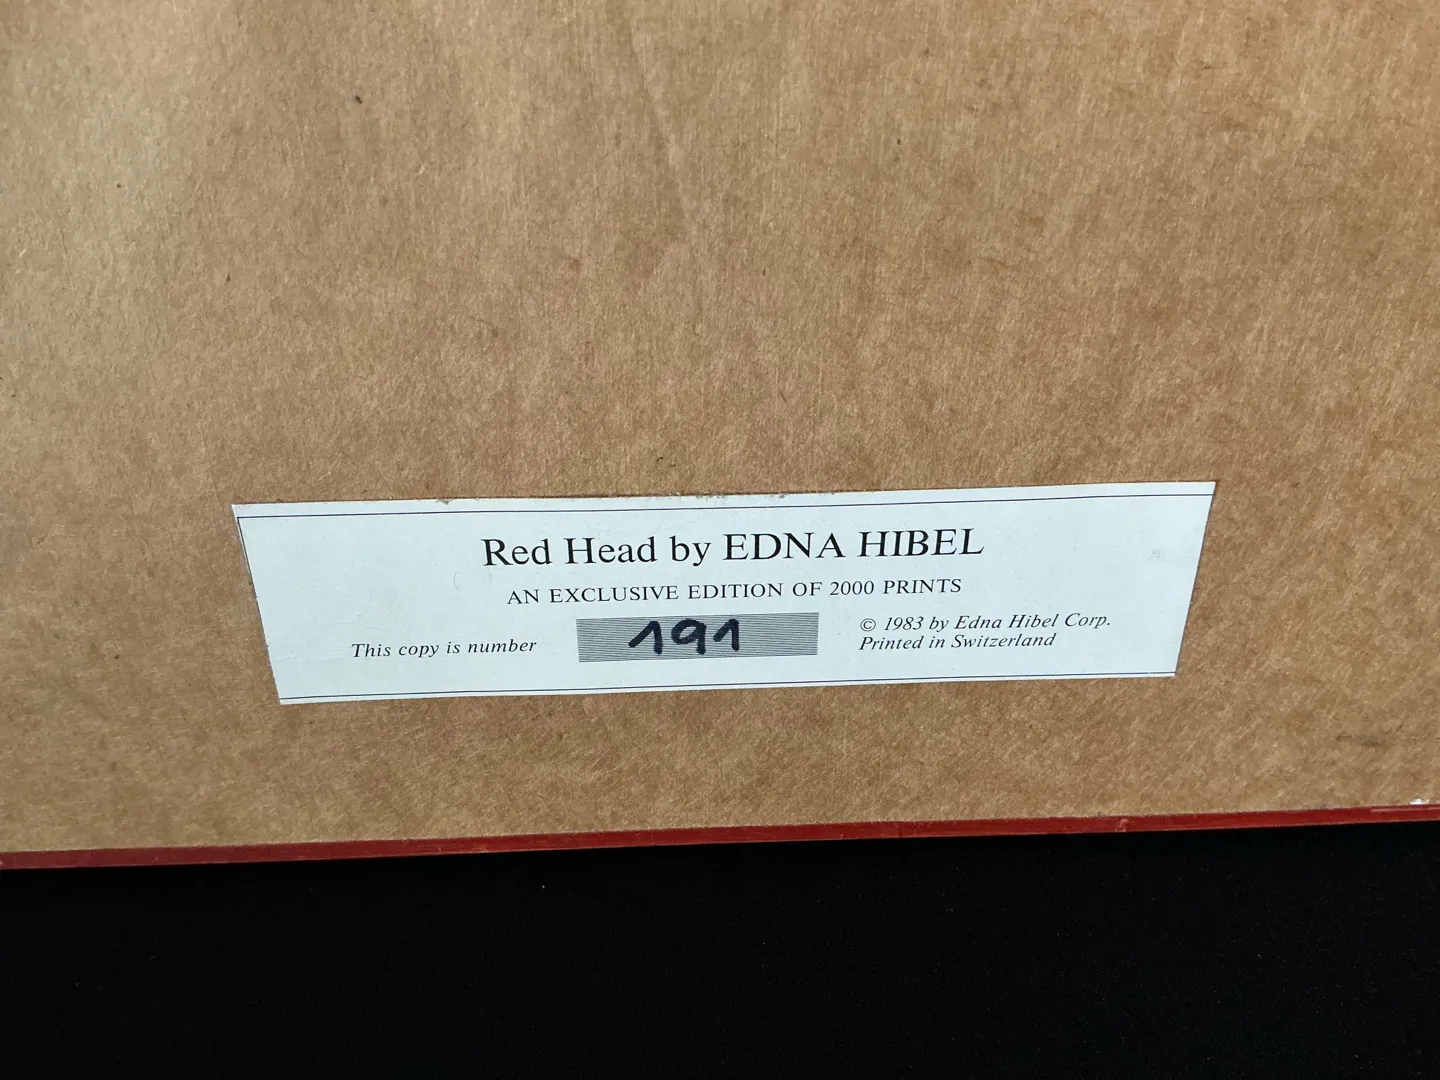 Red Head by EDNA HIBEL
AN EXCLUSIVE EDITION OF 2000 PRINTS
This copy is number 191
© 1983 by Edna Hibel Corp.
Printed in Switzerland